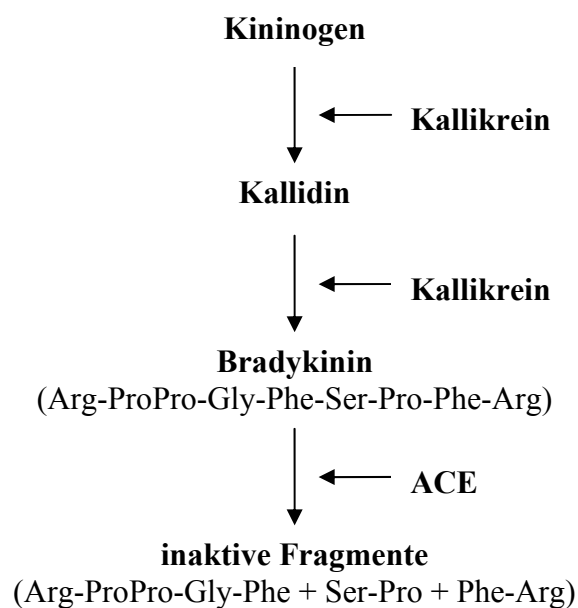 Kininogen
Kallikrein
Kallidin
Kallikrein
Bradykinin
(Arg-ProPro-Gly-Phe-Ser-Pro-Phe-Arg)
ACE
inaktive Fragmente
(Arg-ProPro-Gly-Phe + Ser-Pro + Phe-Arg)